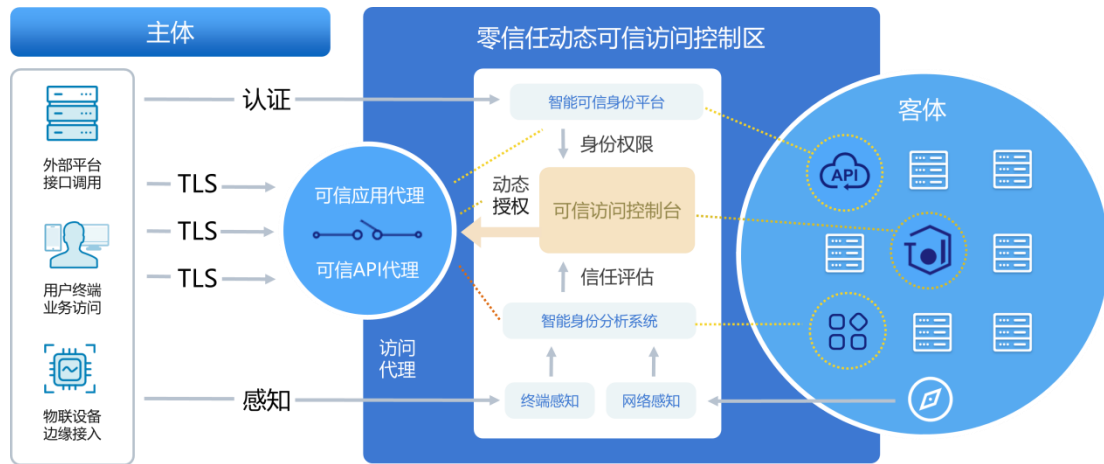 主体
外部平台
接口调用
用户终端
业务访问
物联设备
边缘接入
认证
TLS
TLS
TLS
感知
零信任动态可信访问控制区
可信应用代理
可信API代理
访问
代理
智能可信身份平台
身份权限
动态
授权
可信访问控制台
信任评估
智能身份分析系统
终端感知
网络感知
客体
API
TOI